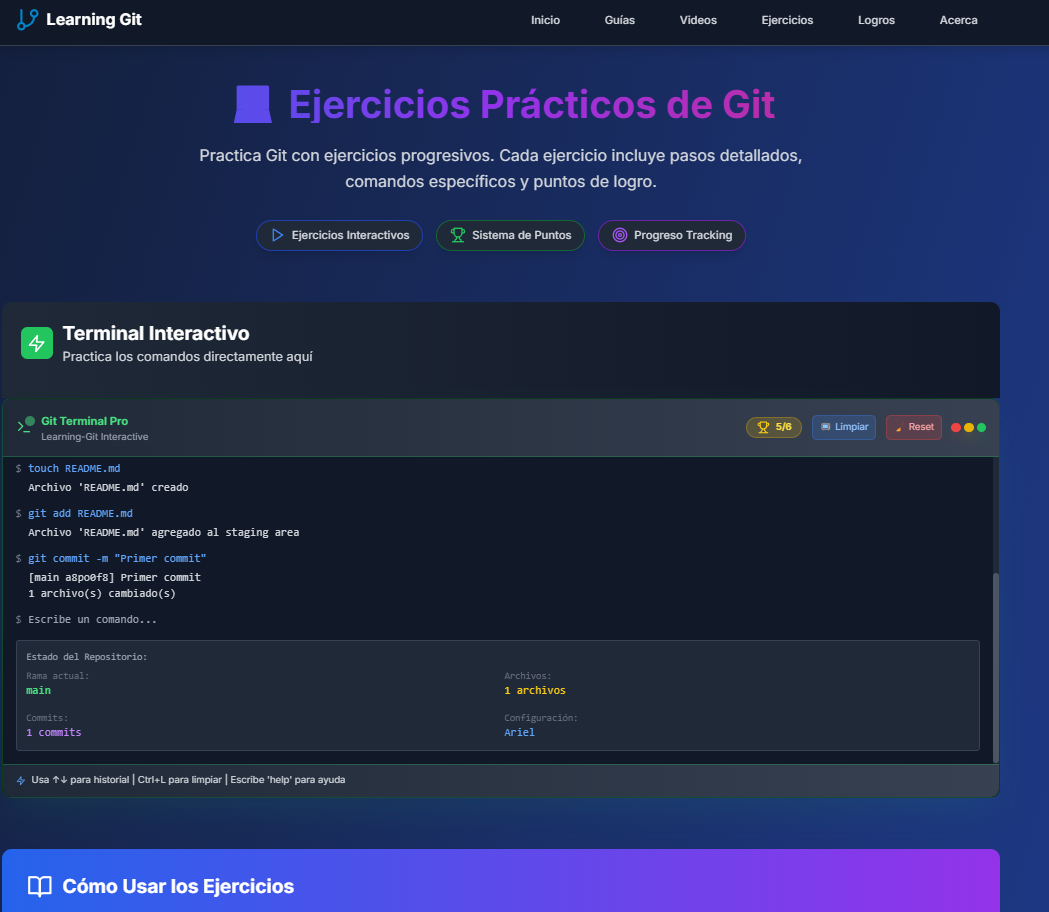 Learning Git
Inicio Guías Videos Ejercicios Logros Acerca
Ejercicios Prácticos de Git
Practica Git con ejercicios progresivos. Cada ejercicio incluye pasos detallados,
comandos específicos y puntos de logro.
Ejercicios Interactivos Sistema de Puntos Progreso Tracking
Terminal Interactivo
Practica los comandos directamente aquí
Git Terminal Pro
Learning-Git Interactive
5/6 Limpiar Reset
$ touch README.md
Archivo 'README.md' creado
$ git add README.md
Archivo 'README.md' agregado al staging area
$ git commit -m "Primer commit"
[main a8po0f8] Primer commit
1 archivo(s) cambiado(s)
$ Escribe un comando...
Estado del Repositorio:
Rama actual: Archivos:
main 1 archivos
Commits: Configuración:
1 commits Ariel
Usa ↑↓ para historial | Ctrl+L para limpiar | Escribe 'help' para ayuda
Cómo Usar los Ejercicios